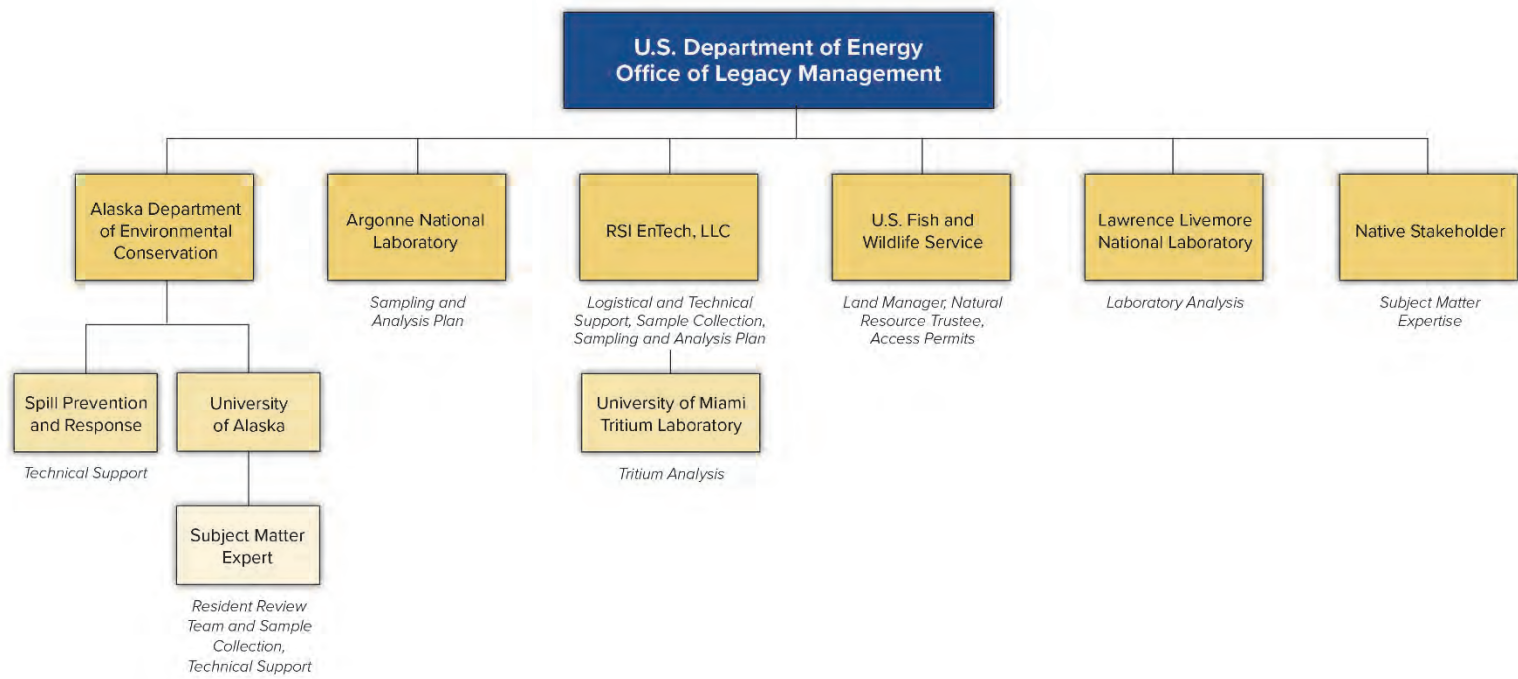 U.S. Department of Energy
Office of Legacy Management
Alaska Department
of Environmental
Conservation
Argonne National
Laboratory
RSI EnTech, LLC
U.S. Fish and
Wildlife Service
Lawrence Livemore
National Laboratory
Native Stakeholder
Sampling and
Analysis Plan
Logistical and Technical
Support, Sample Collection,
Sampling and Analysis Plan
Land Manager, Natural
Resource Trustee,
Access Permits
Laboratory Analysis
Subject Matter
Expertise
Spill Prevention
and Response
University
of Alaska
University of Miami
Tritium Laboratory
Technical Support
Tritium Analysis
Subject Matter
Expert
Resident Review
Team and Sample
Collection,
Technical Support